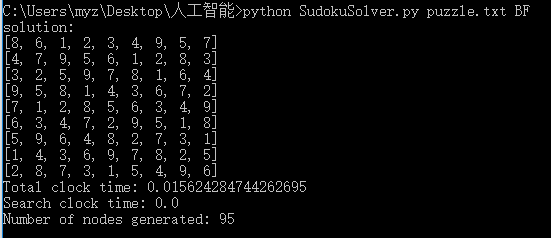 C:\Users\myz\Desktop\人工智能>python SudokuSolver.py puzzle.txt BF
solution:
[8, 6, 1, 2, 3, 4, 9, 5, 7]
[4, 7, 9, 5, 6, 1, 2, 8, 3]
[3, 2, 5, 9, 7, 8, 1, 6, 4]
[9, 5, 8, 1, 4, 3, 6, 7, 2]
[7, 1, 2, 8, 5, 6, 3, 4, 9]
[6, 3, 4, 7, 2, 9, 5, 1, 8]
[5, 9, 6, 4, 8, 2, 7, 3, 1]
[1, 4, 3, 6, 9, 7, 8, 2, 5]
[2, 8, 7, 3, 1, 5, 4, 9, 6]
Total clock time: 0.015624284744262695
Search clock time: 0.0
Number of nodes generated: 95